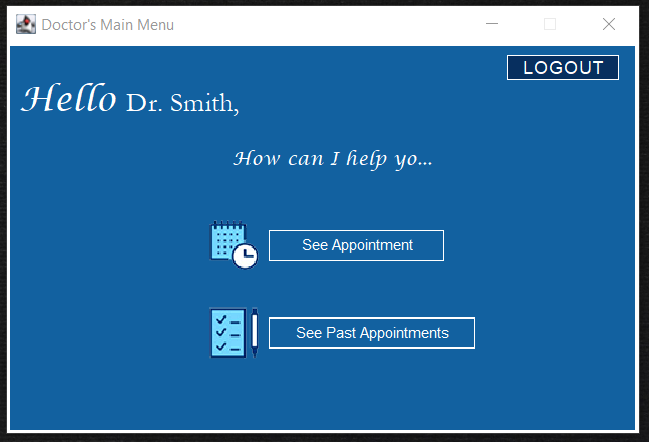 Doctor's Main Menu
LOGOUT
Hello Dr. Smith,
How can I help yo...
See Appointment
See Past Appointments